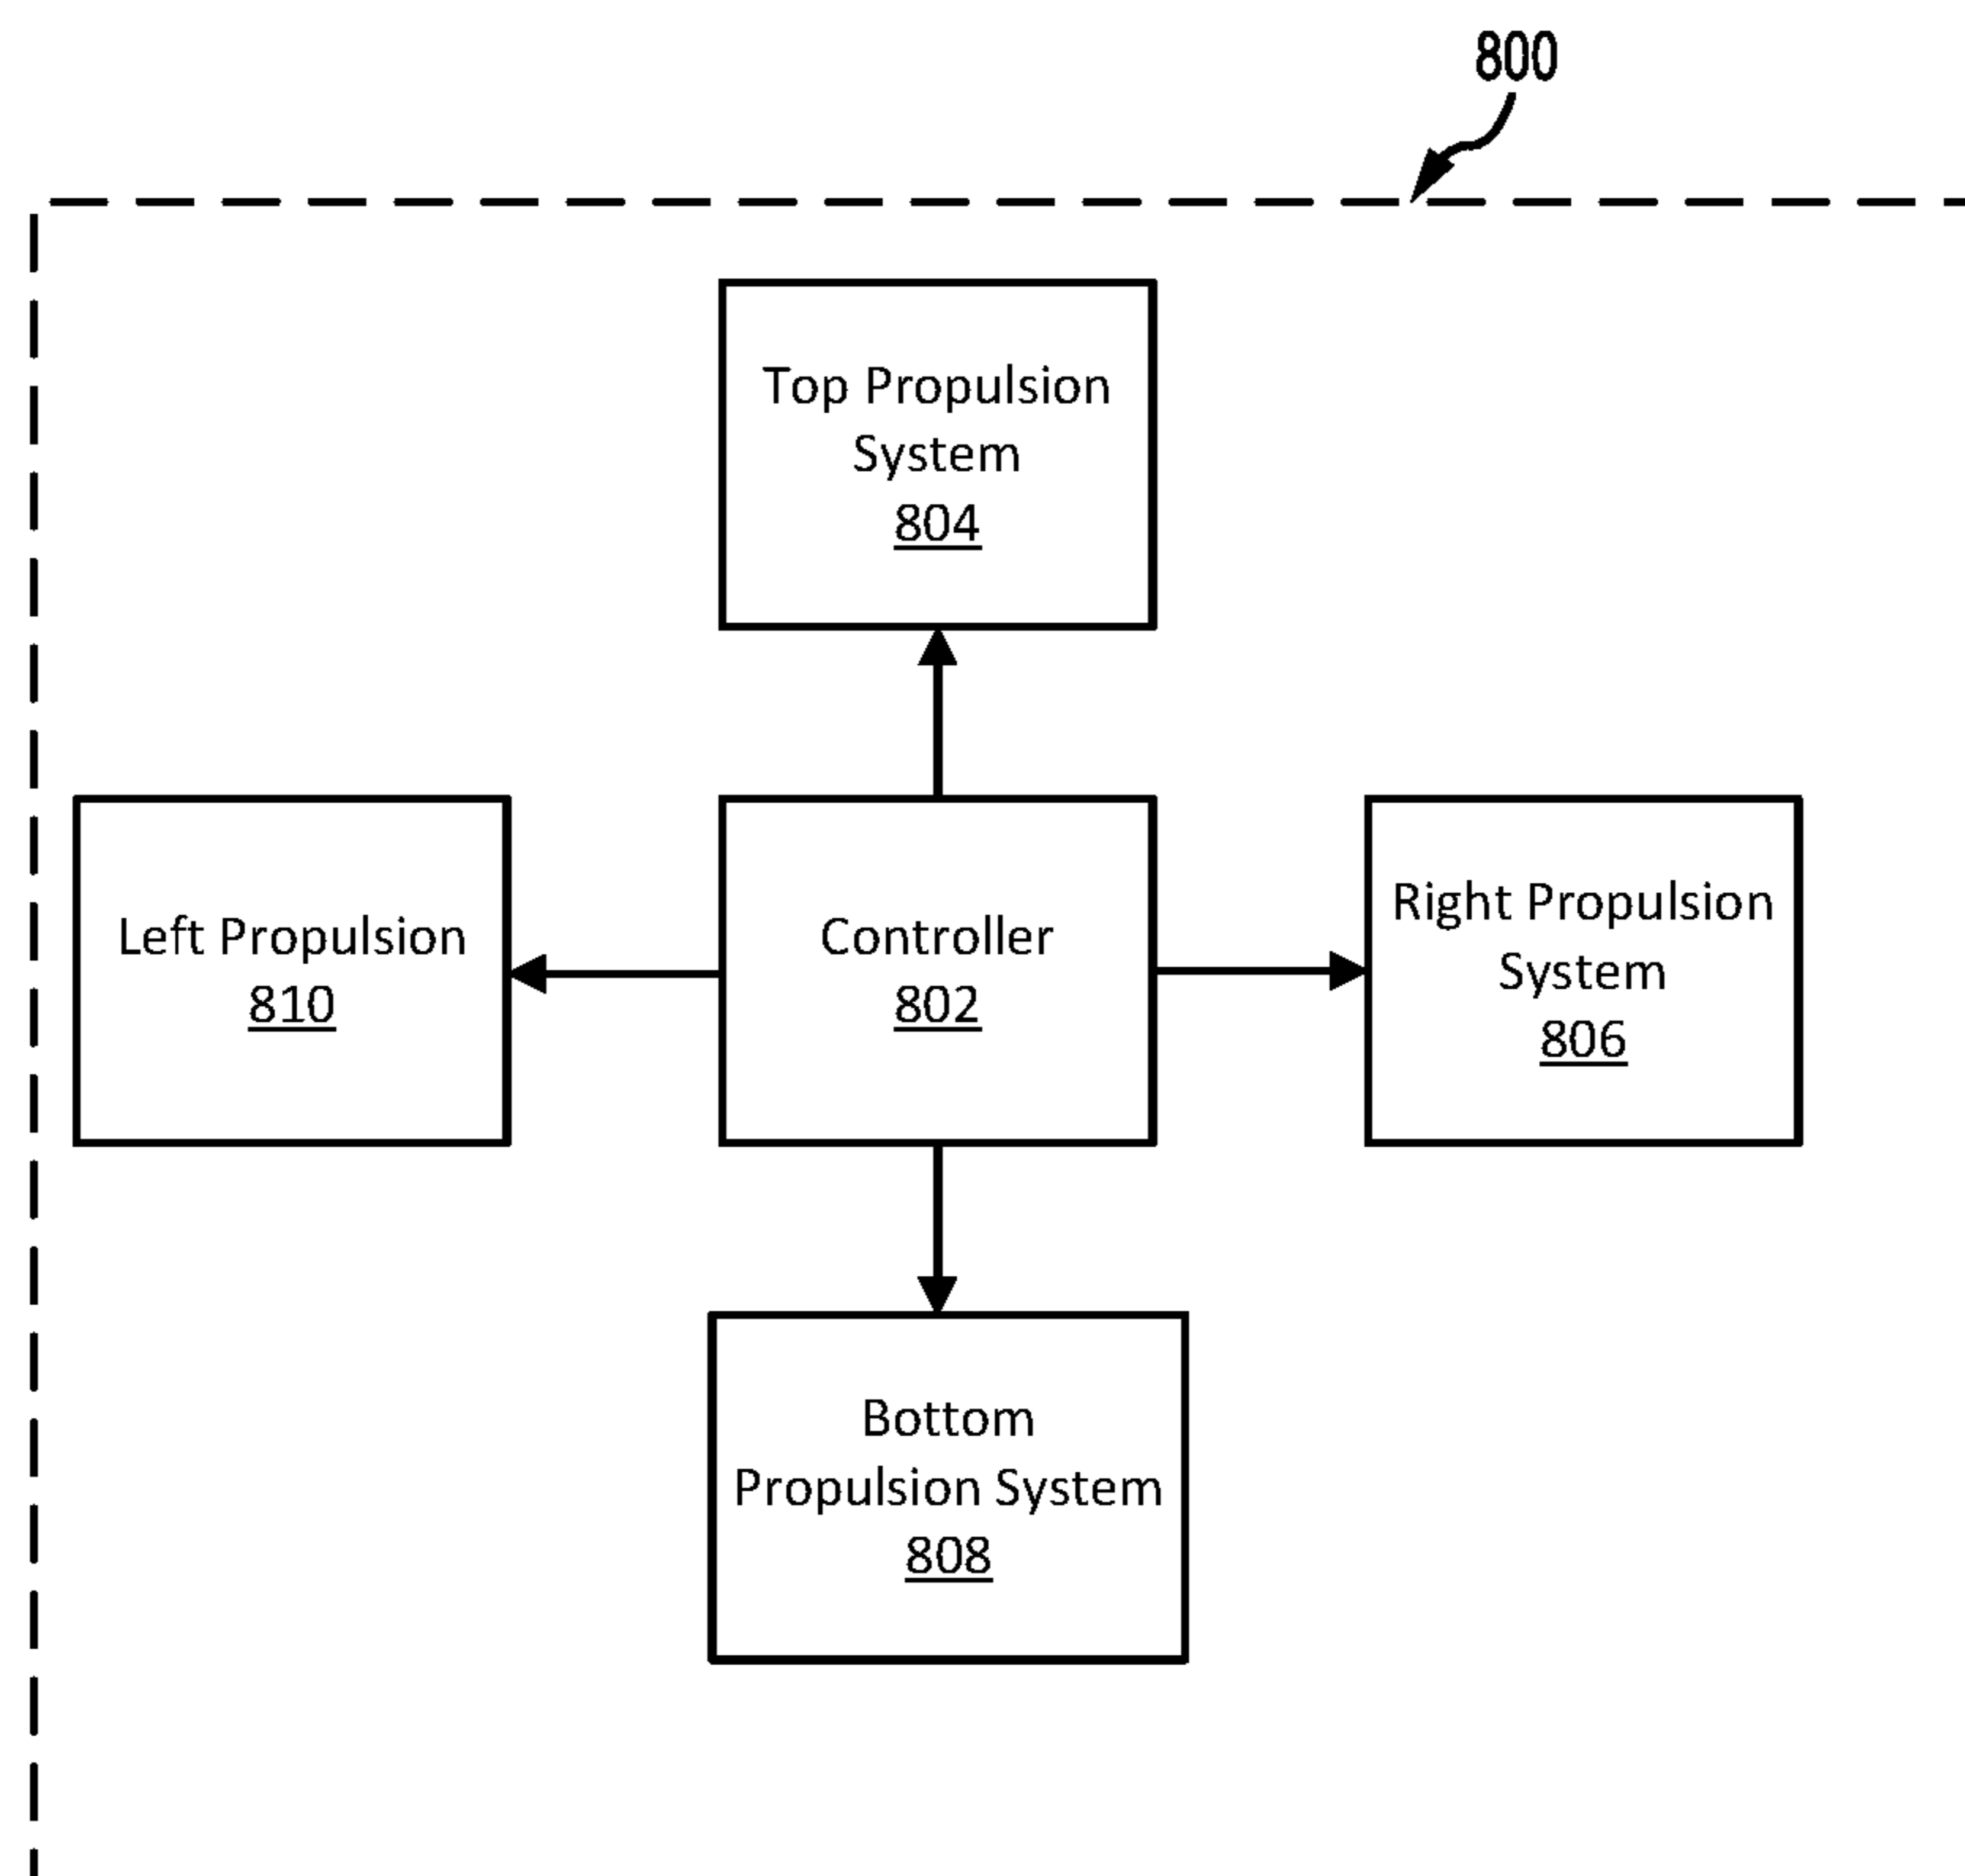 800
Top Propulsion
System
804
Left Propulsion
810
Controller
802
Right Propulsion
System
806
Bottom
Propulsion System
808